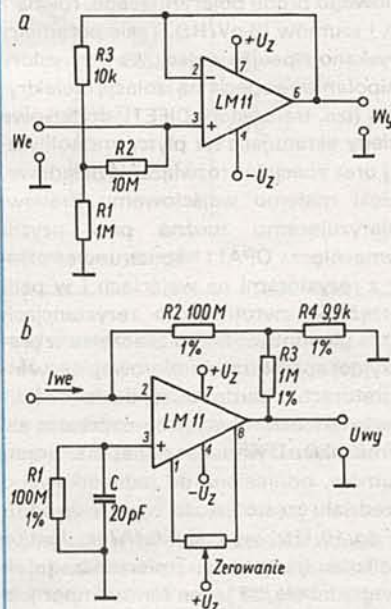 a
R3
10k
+Uz
2
-
LM11
6
We
3
+
7
4
Wy
R2
10M
-Uz
R1
1M
b
R2 100M
1%
R4 9,9k
1%
Iwe
+Uz
R3
1M
1%
2
-
7
LM 11
3
+
8
Uwy
R1
100M
1%
C
20pF
1
4
-Uz
Zerowanie
+Uz